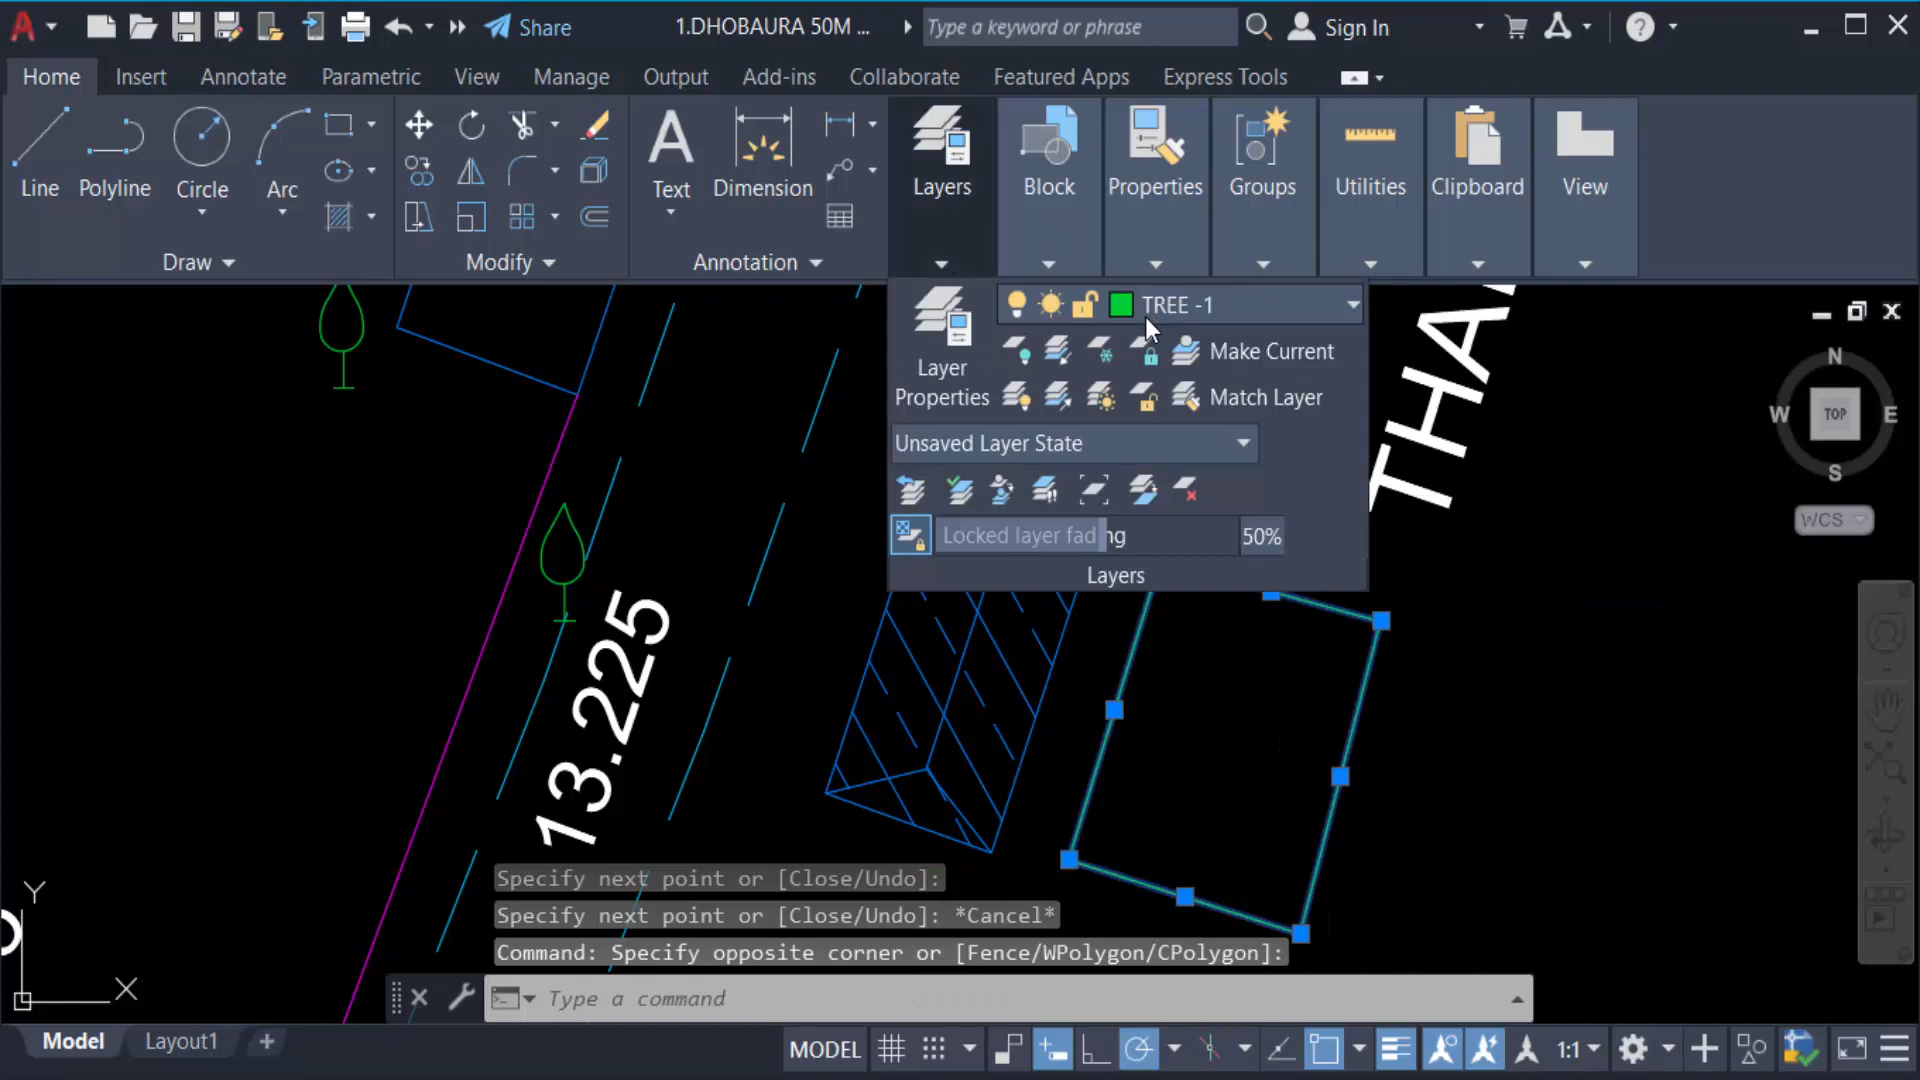 Share
1.DHOBAURA 50M ...
Type a keyword or phrase
Sign In
Home
Insert
Annotate
Parametric
View
Manage
Output
Add-ins
Collaborate
Featured Apps
Express Tools
Line
Polyline
Circle
Arc
Text
Dimension
Layers
Block
Properties
Groups
Utilities
Clipboard
View
Draw
Modify
Annotation
TREE -1
Layer
Properties
Make Current
Match Layer
Unsaved Layer State
Locked layer fading
50%
Layers
THA
N
W
TOP
E
S
WCS
13.225
Specify next point or [Close/Undo]:
Specify next point or [Close/Undo]: *Cancel*
Command: Specify opposite corner or [Fence/WPolygon/CPolygon]:
Type a command
Y
X
Model
Layout1
MODEL
1:1